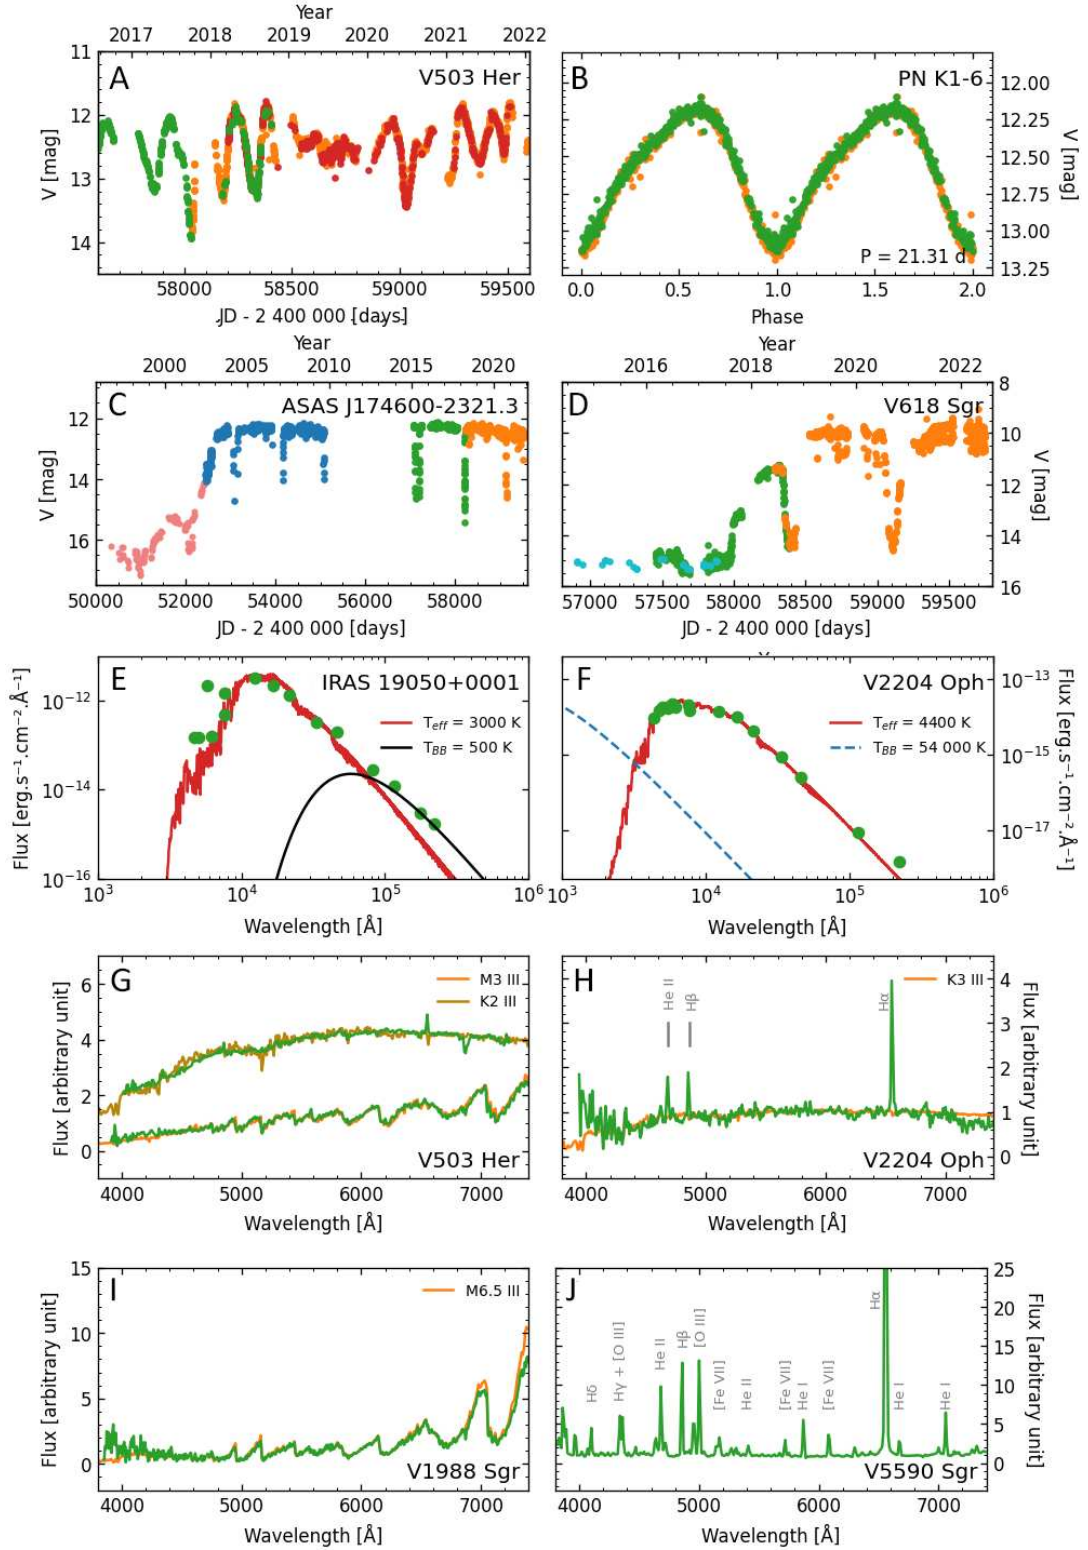 Year
2017 2018 2019 2020 2021 2022
A V503 Her
11
12
13
14
V [mag]
58000 58500 59000 59500
JD - 2 400 000 [days]
B PN K1-6
12.00
12.25
12.50
12.75
13.00
13.25
V [mag]
P = 21.31 d
0.0 0.5 1.0 1.5 2.0
Phase
Year
2000 2005 2010 2015 2020
C ASAS J174600-2321.3
12
14
16
V [mag]
50000 52000 54000 56000 58000
JD - 2 400 000 [days]
Year
2016 2018 2020 2022
D V618 Sgr
8
10
12
14
16
V [mag]
57000 57500 58000 58500 59000 59500
JD - 2 400 000 [days]
E IRAS 19050+0001
T_eff = 3000 K
T_BB = 500 K
10⁻¹²
10⁻¹⁴
10⁻¹⁶
Flux [erg.s⁻¹.cm⁻².Å⁻¹]
10³ 10⁴ 10⁵ 10⁶
Wavelength [Å]
F V2204 Oph
T_eff = 4400 K
T_BB = 54 000 K
10⁻¹³
10⁻¹⁵
10⁻¹⁷
Flux [erg.s⁻¹.cm⁻².Å⁻¹]
10³ 10⁴ 10⁵ 10⁶
Wavelength [Å]
G
M3 III
K2 III
6
4
2
0
Flux [arbitrary unit]
V503 Her
4000 5000 6000 7000
Wavelength [Å]
H
K3 III
He II
Hβ
Hα
4
3
2
1
0
Flux [arbitrary unit]
V2204 Oph
4000 5000 6000 7000
Wavelength [Å]
I
M6.5 III
15
10
5
0
Flux [arbitrary unit]
V1988 Sgr
4000 5000 6000 7000
Wavelength [Å]
J
Hδ
Hγ + [O III]
He II
Hβ
[O III]
[Fe VII]
He II
[Fe VII]
He I
[Fe VII]
Hα
He I
He I
25
20
15
10
5
0
Flux [arbitrary unit]
V5590 Sgr
4000 5000 6000 7000
Wavelength [Å]